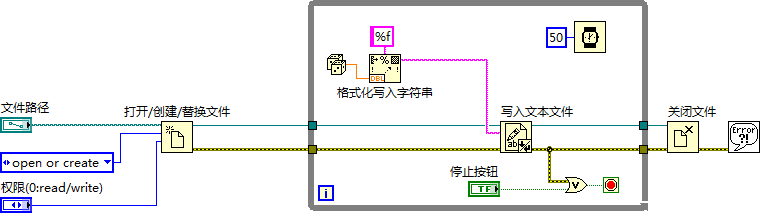 %f
50
DBL
格式化写入字符串
文件路径
打开/创建/替换文件
写入文本文件
关闭文件
open or create
Error
?!
停止按钮
权限(0:read/write)
TF
V
i